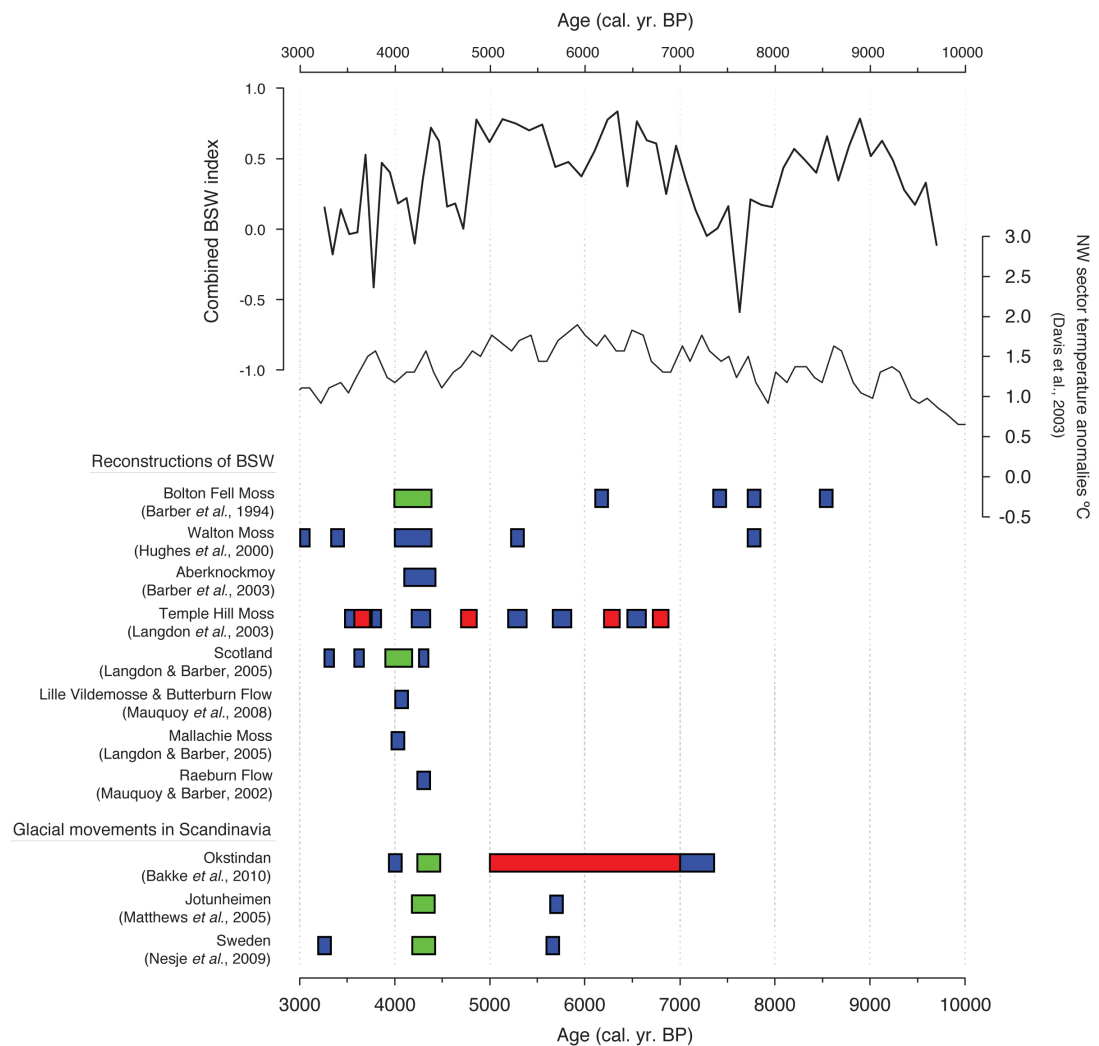 Age (cal. yr. BP)
3000 4000 5000 6000 7000 8000 9000 10000
1.0
0.5
0.0
-0.5
-1.0
Combined BSW index
3.0
2.5
2.0
1.5
1.0
0.5
0.0
-0.5
NW sector termperature anomalies ºC
(Davis et al., 2003)
Reconstructions of BSW
Bolton Fell Moss
(Barber et al., 1994)
Walton Moss
(Hughes et al., 2000)
Aberknockmoy
(Barber et al., 2003)
Temple Hill Moss
(Langdon et al., 2003)
Scotland
(Langdon & Barber, 2005)
Lille Vildemosse & Butterburn Flow
(Mauquoy et al., 2008)
Mallachie Moss
(Langdon & Barber, 2005)
Raeburn Flow
(Mauquoy & Barber, 2002)
Glacial movements in Scandinavia
Okstindan
(Bakke et al., 2010)
Jotunheimen
(Matthews et al., 2005)
Sweden
(Nesje et al., 2009)
3000 4000 5000 6000 7000 8000 9000 10000
Age (cal. yr. BP)